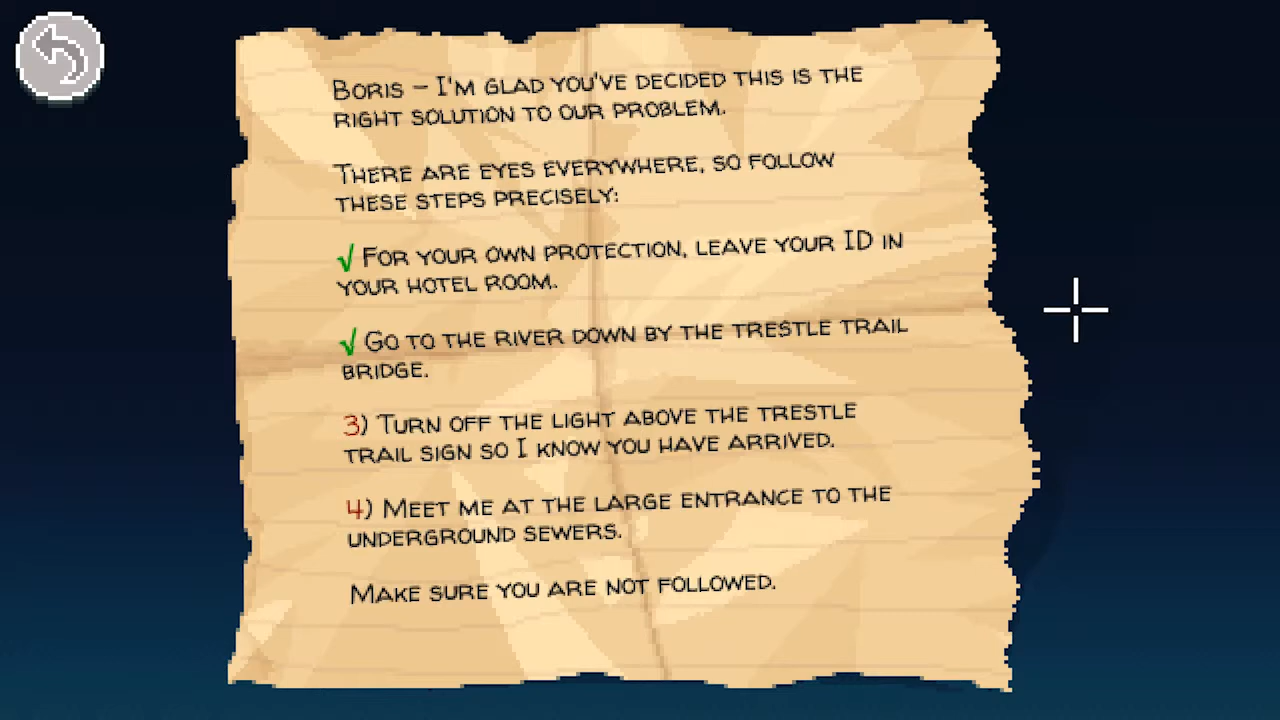 Boris – I'm glad you've decided this is the
right solution to our problem.
There are eyes everywhere, so follow
these steps precisely:
√ For your own protection, leave your ID in
your hotel room.
√ Go to the river down by the trestle trail
bridge.
3) Turn off the light above the trestle
trail sign so I know you have arrived.
4) Meet me at the large entrance to the
underground sewers.
Make sure you are not followed.